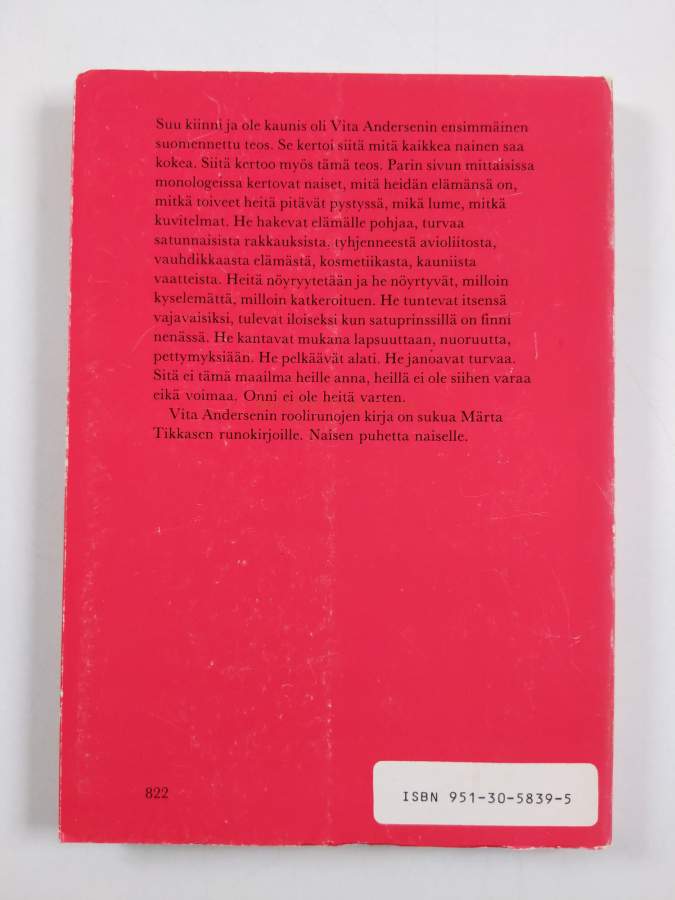 Suu kiinni ja ole kaunis oli Vita Andersenin ensimmäinen
suomennettu teos. Se kertoi siitä mitä kaikkea nainen saa
kokea. Siitä kertoo myös tämä teos. Parin sivun mittaisissa
monologeissa kertovat naiset, mitä heidän elämänsä on,
mitkä toiveet heitä pitävät pystyssä, mikä lume, mitkä
kuvitelmat. He hakevat elämälle pohjaa, turvaa
satunnaisista rakkauksista, tyhjenneestä avioliitosta,
vauhdikkaasta elämästä, kosmetiikasta, kauniista
vaatteista. Heitä nöyryytetään ja he nöyrtyvät, milloin
kyselemättä, milloin katkeroituen. He tuntevat itsensä
vajavaisiksi, tulevat iloiseksi kun satuprinssillä on finni
nenässä. He kantavat mukana lapsuuttaan, nuoruutta,
pettymyksiään. He pelkäävät alati. He janoavat turvaa.
Sitä ei tämä maailma heille anna, heillä ei ole siihen varaa
eikä voimaa. Onni ei ole heitä varten.
Vita Andersenin roolirunojen kirja on sukua Märta
Tikkasen runokirjoille. Naisen puhetta naiselle.
822
ISBN 951-30-5839-5